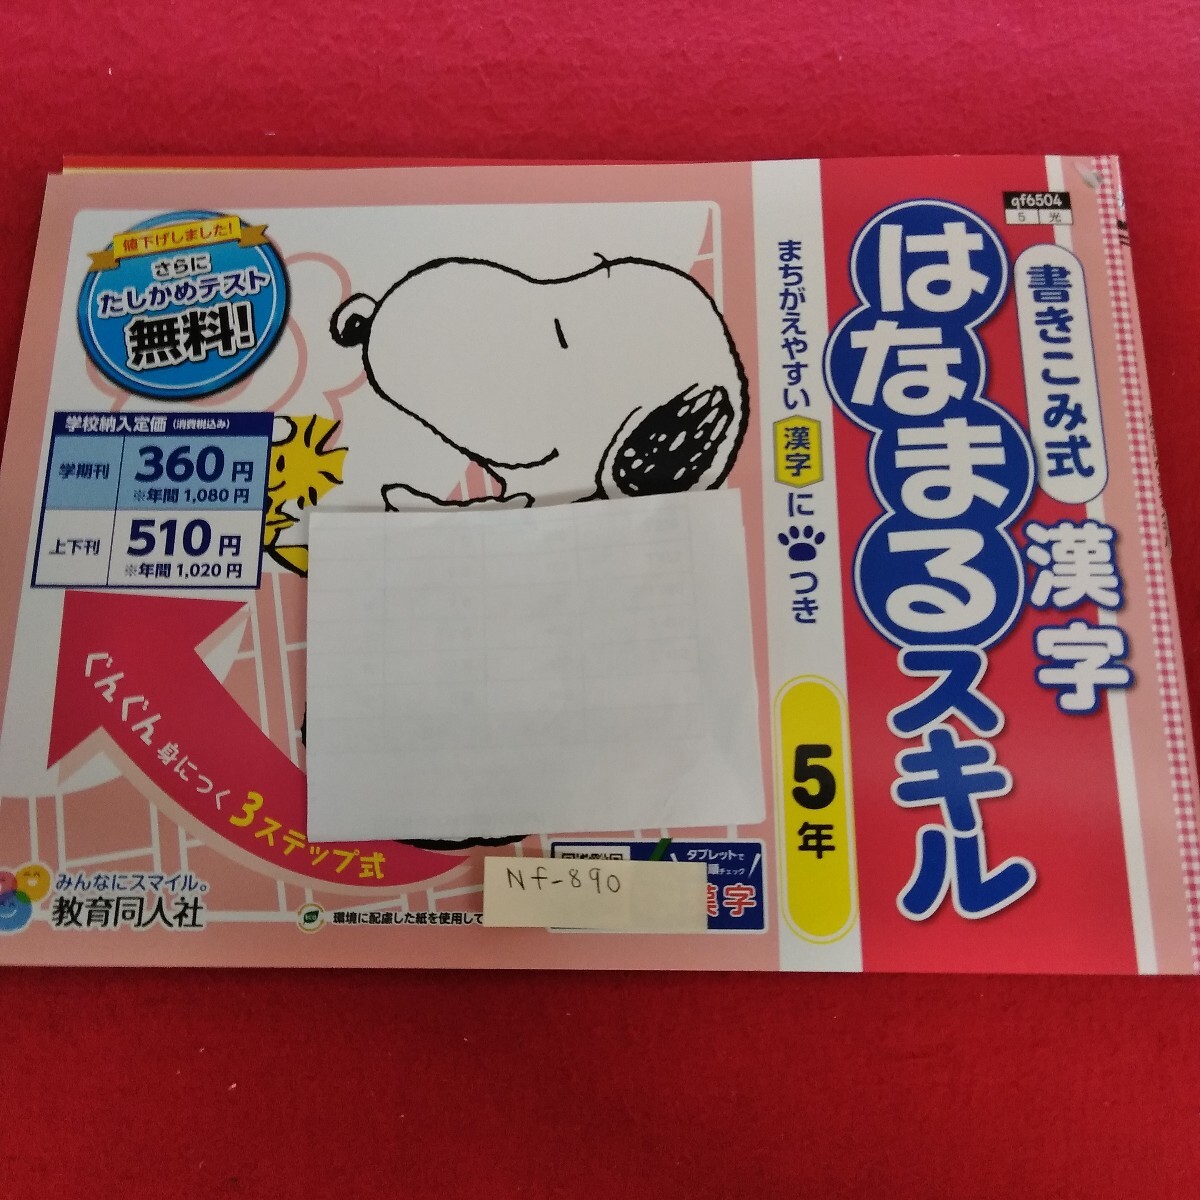 qf6504
5 光
書きこみ式
漢字
はなまるスキル
まちがえやすい漢字に つき
5年
値下げしました!
さらに
たしかめテスト
無料!
学校納入定価(消費税込み)
学期刊 360円
※年間1,080円
上下刊 510円
※年間1,020円
ぐんぐん身につく3ステップ式
みんなにスマイル。
教育同人社
環境に配慮した紙を使用して
タブレットで
チェック
漢字
Nf-890